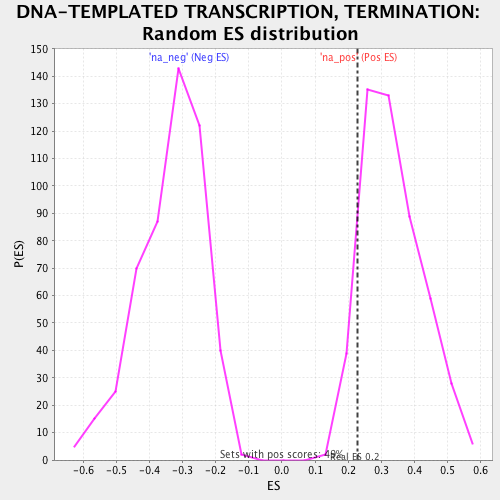 DNA-TEMPLATED TRANSCRIPTION, TERMINATION:
Random ES distribution
'na_neg' (Neg ES)
'na_pos' (Pos ES)
150
140
130
120
110
100
90
80
70
60
50
40
30
20
10
0
P(ES)
Sets with pos scores: 49%
Real ES 0.2
-0.6 -0.5 -0.4 -0.3 -0.2 -0.1 0.0 0.1 0.2 0.3 0.4 0.5 0.6
ES